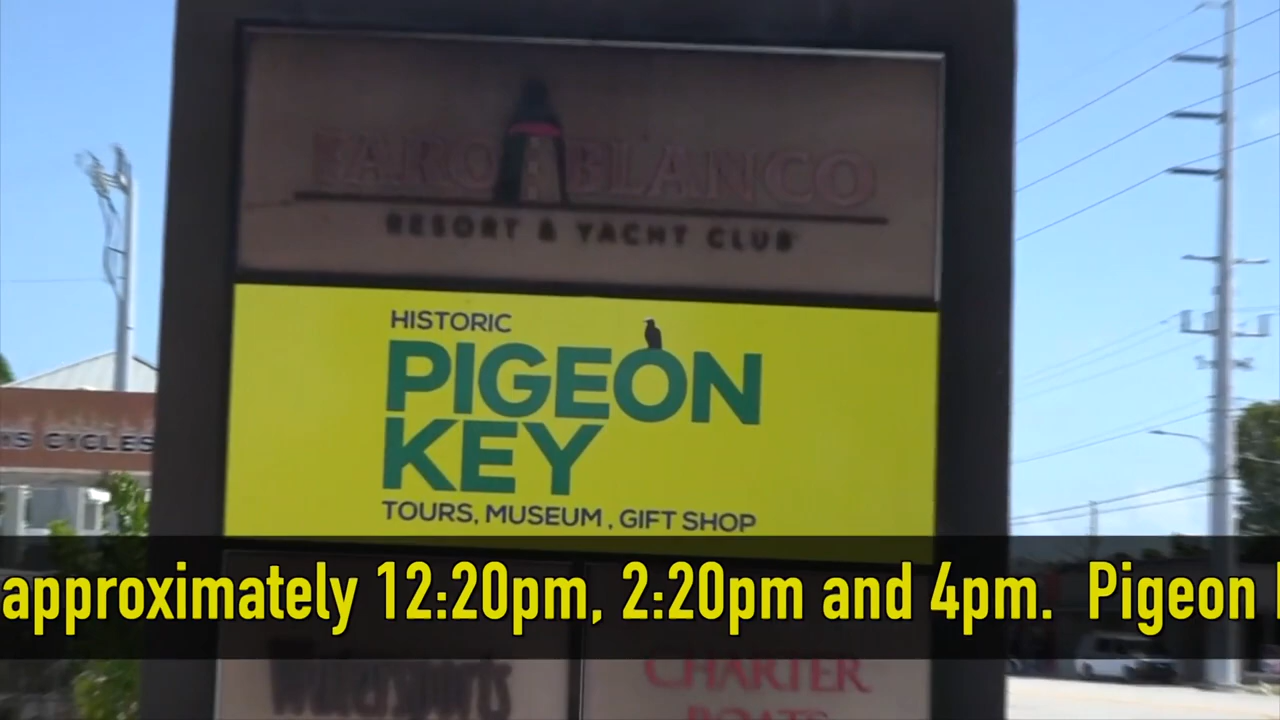 FARO BLANCO
RESORT & YACHT CLUB
HISTORIC
PIGEON
KEY
TOURS, MUSEUM, GIFT SHOP
CYCLES
approximately 12:20pm, 2:20pm and 4pm. Pigeon
Watersports
CHARTER
BOATS